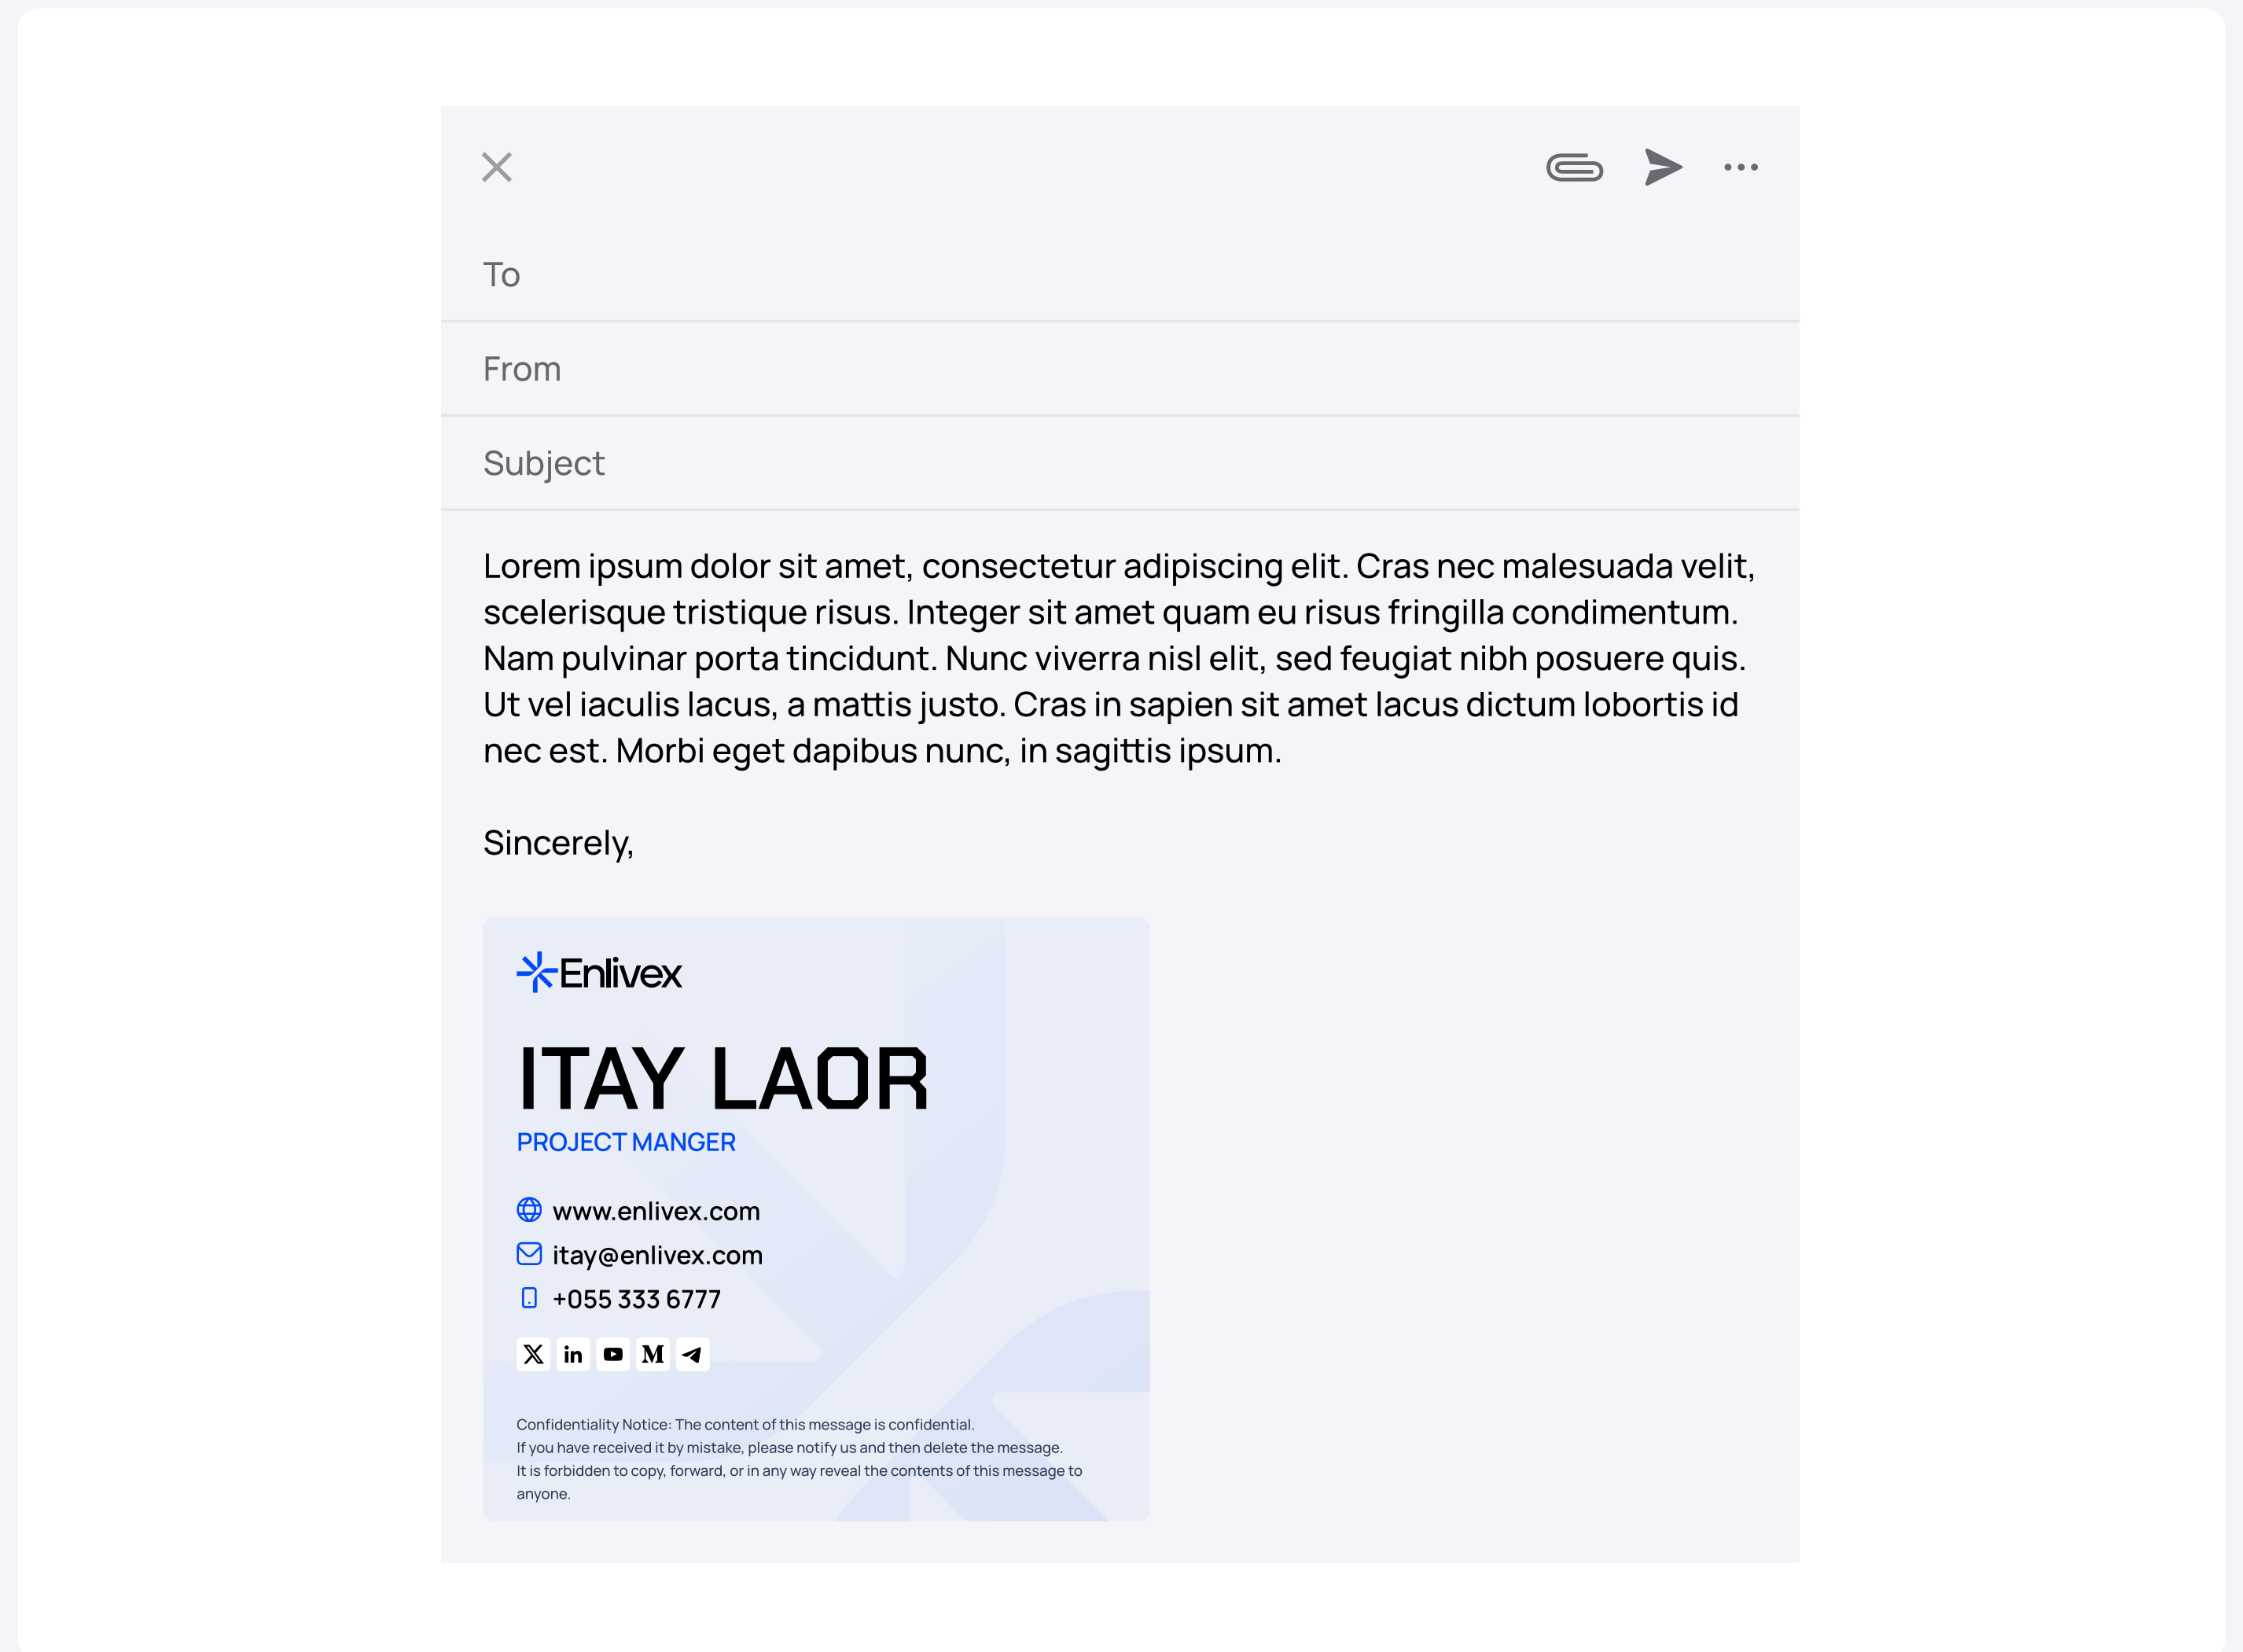 To
From
Subject
Lorem ipsum dolor sit amet, consectetur adipiscing elit. Cras nec malesuada velit,
scelerisque tristique risus. Integer sit amet quam eu risus fringilla condimentum.
Nam pulvinar porta tincidunt. Nunc viverra nisl elit, sed feugiat nibh posuere quis.
Ut vel iaculis lacus, a mattis justo. Cras in sapien sit amet lacus dictum lobortis id
nec est. Morbi eget dapibus nunc, in sagittis ipsum.
Sincerely,
Enlivex
ITAY LAOR
PROJECT MANGER
www.enlivex.com
itay@enlivex.com
+055 333 6777
Confidentiality Notice: The content of this message is confidential.
If you have received it by mistake, please notify us and then delete the message.
It is forbidden to copy, forward, or in any way reveal the contents of this message to
anyone.